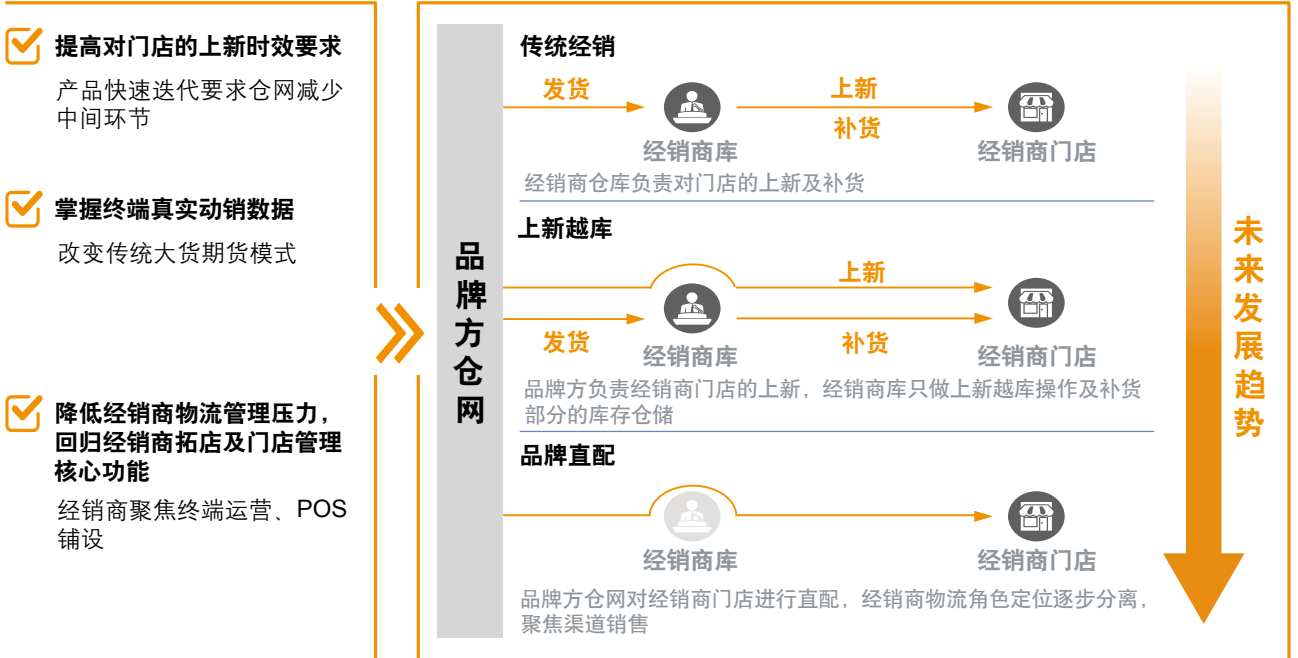 提高对门店的上新时效要求
产品快速迭代要求仓网减少
中间环节
掌握终端真实动销数据
改变传统大货期货模式
降低经销商物流管理压力，
回归经销商拓店及门店管理
核心功能
经销商聚焦终端运营、POS
铺设
品牌方仓网
传统经销
发货
上新
补货
经销商库
经销商门店
经销商仓库负责对门店的上新及补货
上新越库
上新
发货
补货
经销商库
经销商门店
品牌方负责经销商门店的上新，经销商库只做上新越库操作及补货
部分的库存仓储
品牌直配
经销商库
经销商门店
品牌方仓网对经销商门店进行直配，经销商物流角色定位逐步分离，
聚焦渠道销售
未来发展趋势